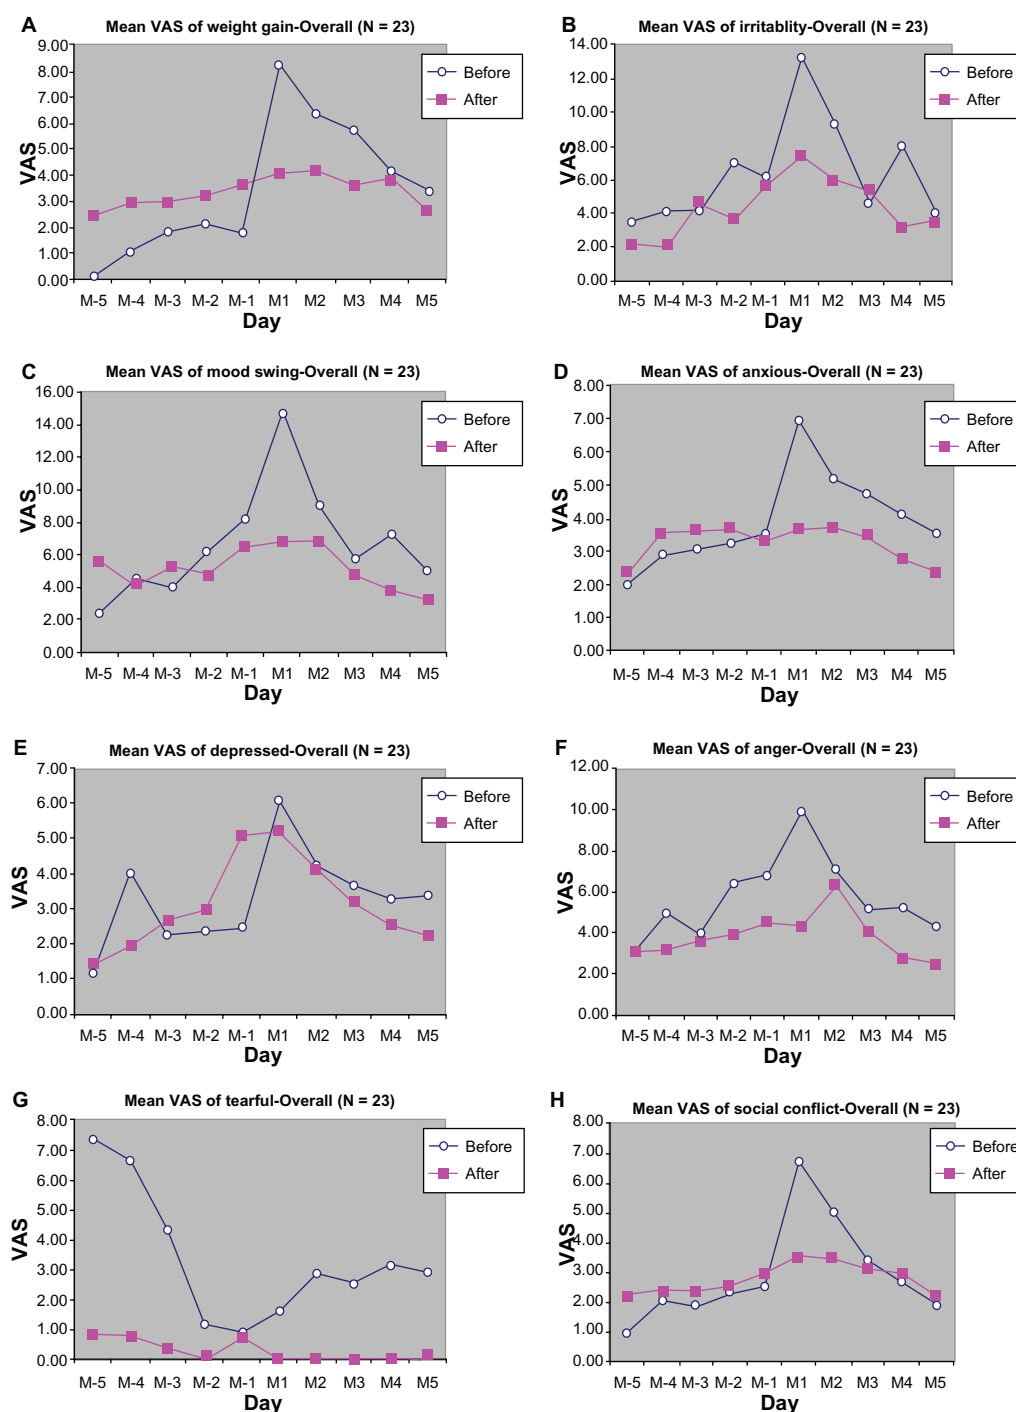 A
Mean VAS of weight gain-Overall (N = 23)
9.00
8.00
7.00
6.00
5.00
4.00
3.00
2.00
1.00
0.00
VAS
Before
After
M-5 M-4 M-3 M-2 M-1 M1 M2 M3 M4 M5
Day
B
Mean VAS of irritablity-Overall (N = 23)
14.00
12.00
10.00
8.00
6.00
4.00
2.00
0.00
VAS
Before
After
M-5 M-4 M-3 M-2 M-1 M1 M2 M3 M4 M5
Day
C
Mean VAS of mood swing-Overall (N = 23)
16.00
14.00
12.00
10.00
8.00
6.00
4.00
2.00
0.00
VAS
Before
After
M-5 M-4 M-3 M-2 M-1 M1 M2 M3 M4 M5
Day
D
Mean VAS of anxious-Overall (N = 23)
8.00
7.00
6.00
5.00
4.00
3.00
2.00
1.00
0.00
VAS
Before
After
M-5 M-4 M-3 M-2 M-1 M1 M2 M3 M4 M5
Day
E
Mean VAS of depressed-Overall (N = 23)
7.00
6.00
5.00
4.00
3.00
2.00
1.00
0.00
VAS
Before
After
M-5 M-4 M-3 M-2 M-1 M1 M2 M3 M4 M5
Day
F
Mean VAS of anger-Overall (N = 23)
12.00
10.00
8.00
6.00
4.00
2.00
0.00
VAS
Before
After
M-5 M-4 M-3 M-2 M-1 M1 M2 M3 M4 M5
Day
G
Mean VAS of tearful-Overall (N = 23)
8.00
7.00
6.00
5.00
4.00
3.00
2.00
1.00
0.00
VAS
Before
After
M-5 M-4 M-3 M-2 M-1 M1 M2 M3 M4 M5
Day
H
Mean VAS of social conflict-Overall (N = 23)
8.00
7.00
6.00
5.00
4.00
3.00
2.00
1.00
0.00
VAS
Before
After
M-5 M-4 M-3 M-2 M-1 M1 M2 M3 M4 M5
Day